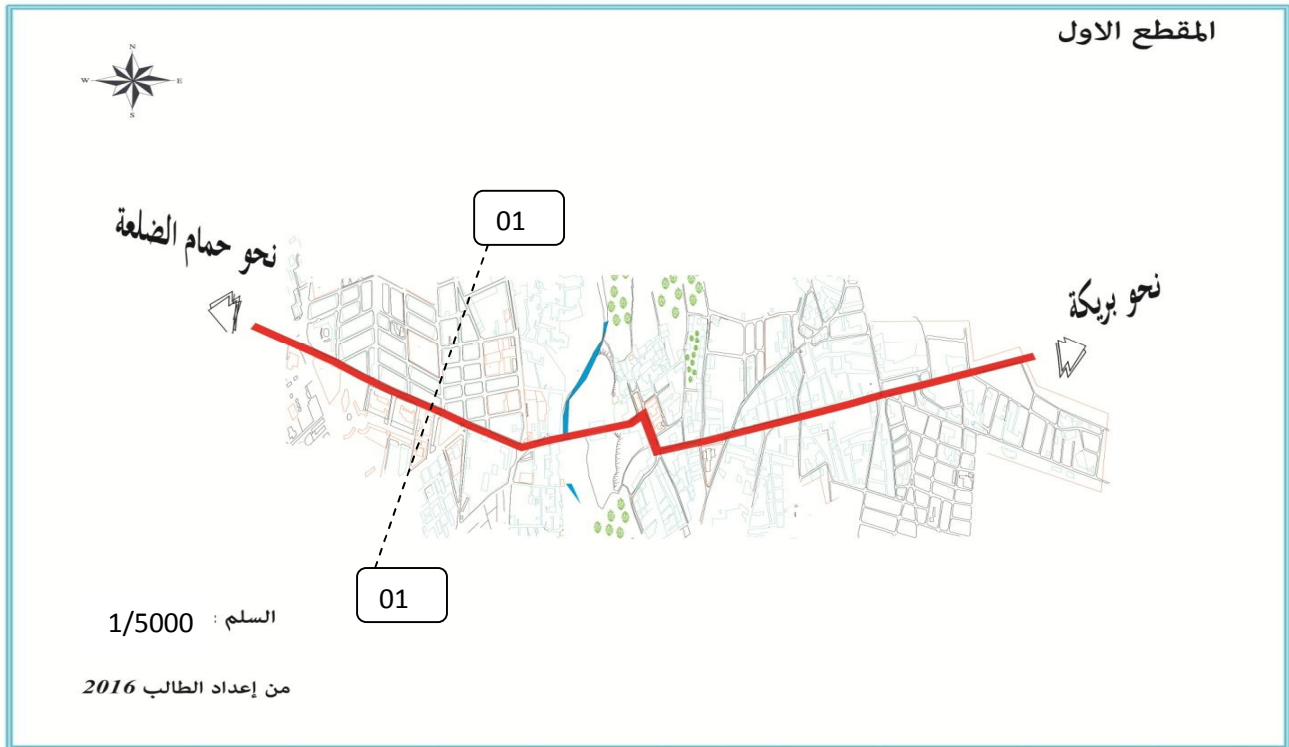 المقطع الاول
N
W E
S
01
نحو حمام الضلعة
نحو بريكة
01
السلم : 1/5000
من إعداد الطالب 2016